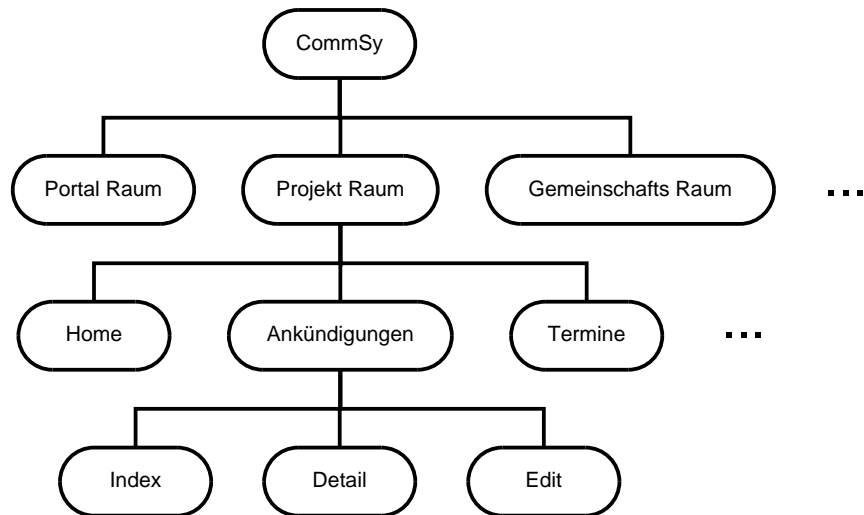 CommSy
Portal Raum
Projekt Raum
Gemeinschafts Raum
...
Home
Ankündigungen
Termine
...
Index
Detail
Edit